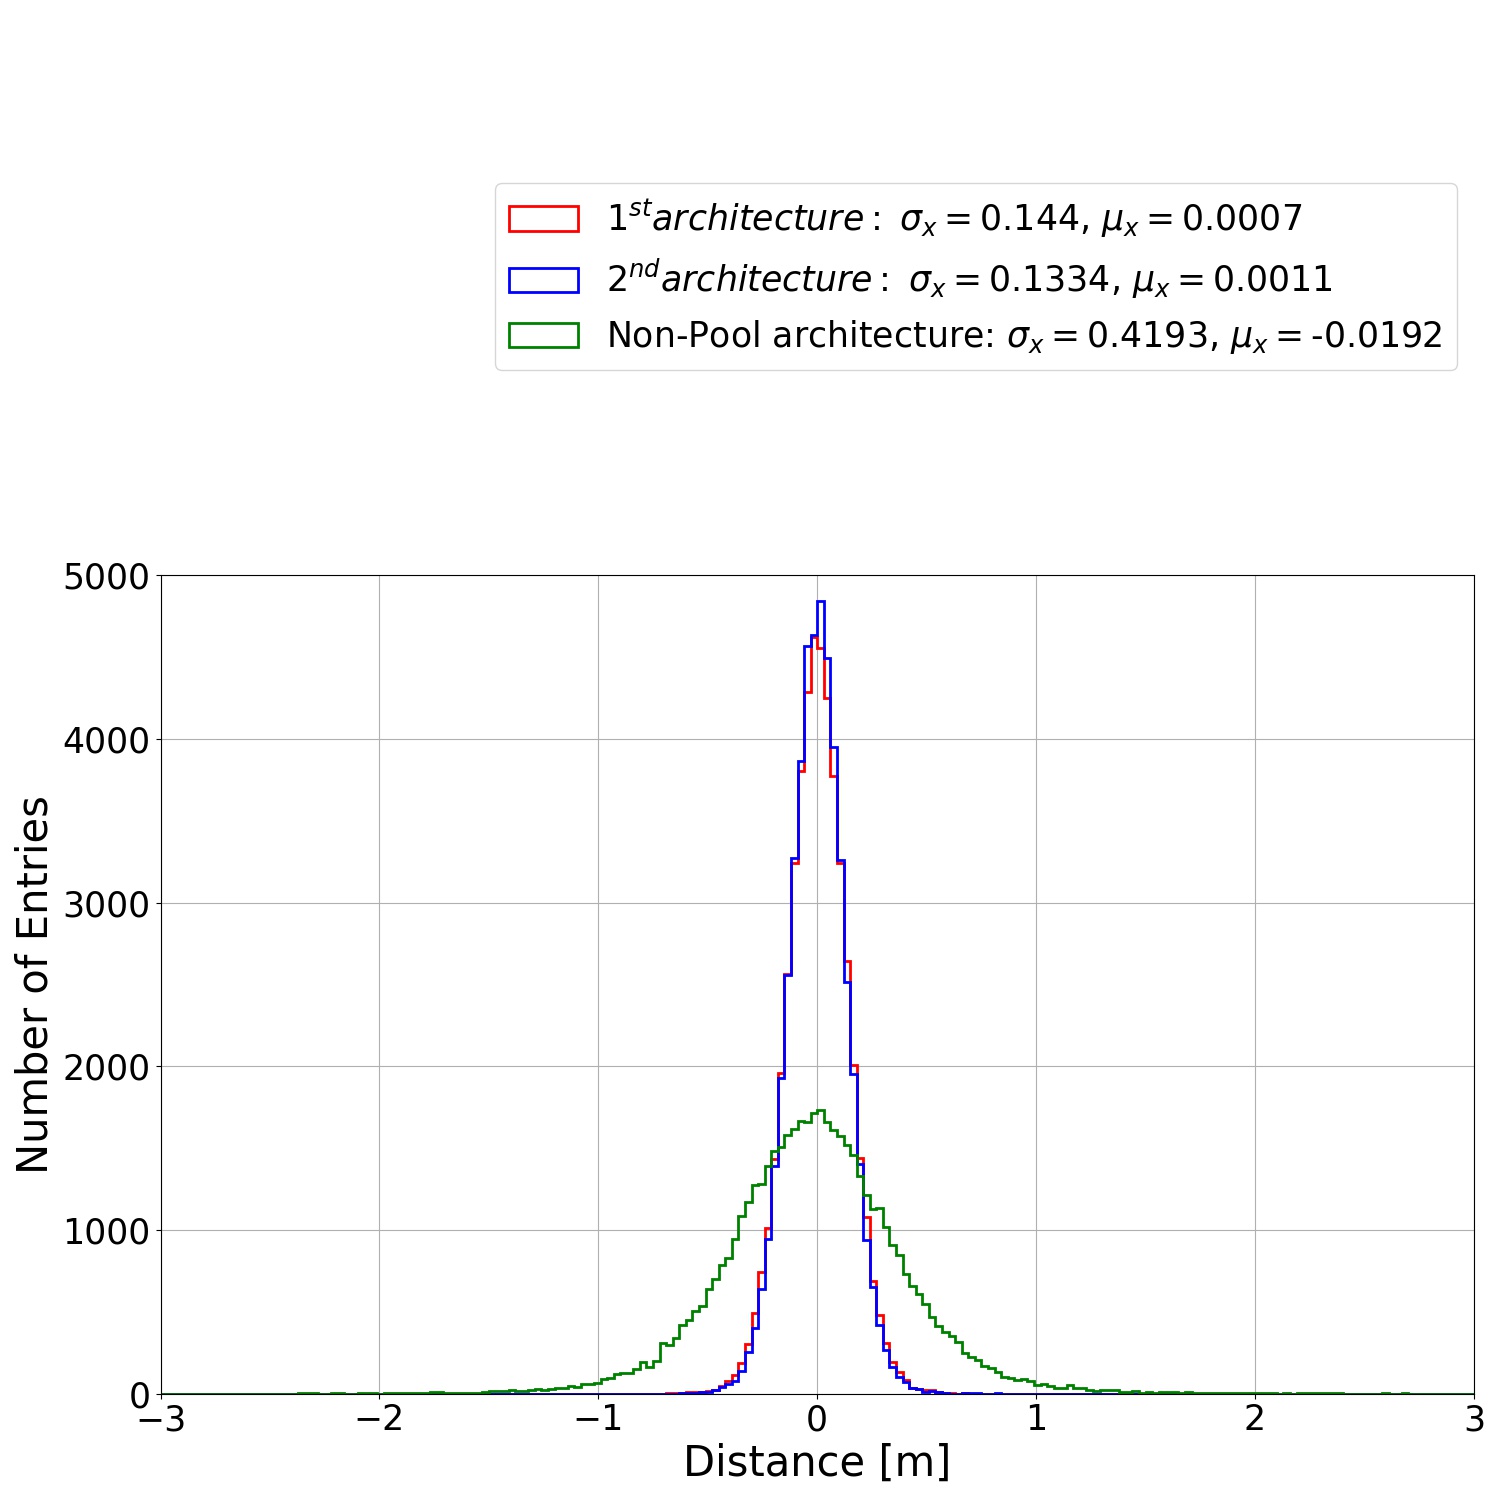 1^{st}architecture: σ_x = 0.144, μ_x = 0.0007
2^{nd}architecture: σ_x = 0.1334, μ_x = 0.0011
Non-Pool architecture: σ_x = 0.4193, μ_x = -0.0192
5000
4000
3000
2000
1000
0
Number of Entries
−3 −2 −1 0 1 2 3
Distance [m]